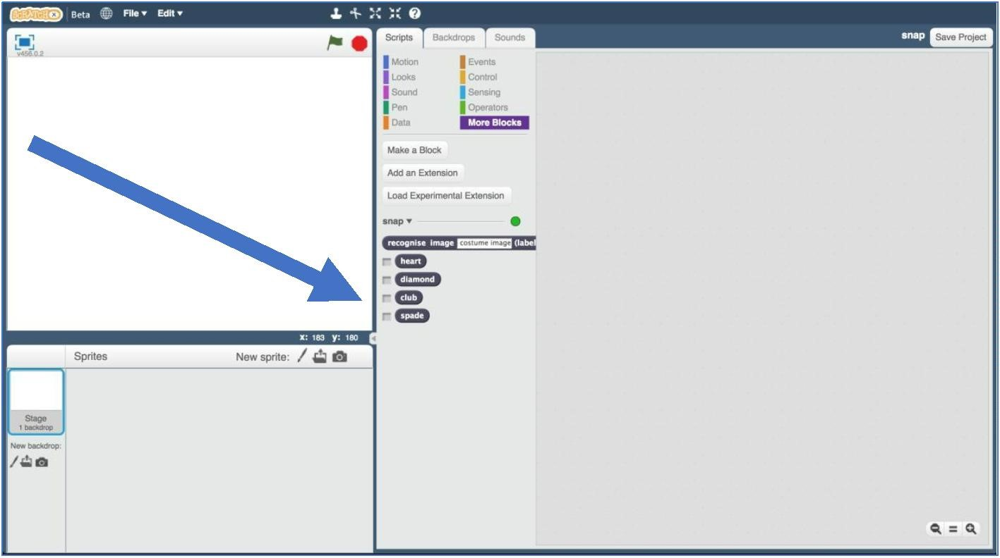 SCRATCHX Beta File Edit
v456.0.2
Scripts Backdrops Sounds
snap Save Project
Motion Events
Looks Control
Sound Sensing
Pen Operators
Data More Blocks
Make a Block
Add an Extension
Load Experimental Extension
snap
recognise image costume image (label
heart
diamond
club
spade
x: 183 y: 180
Sprites New sprite:
Stage
1 backdrop
New backdrop: